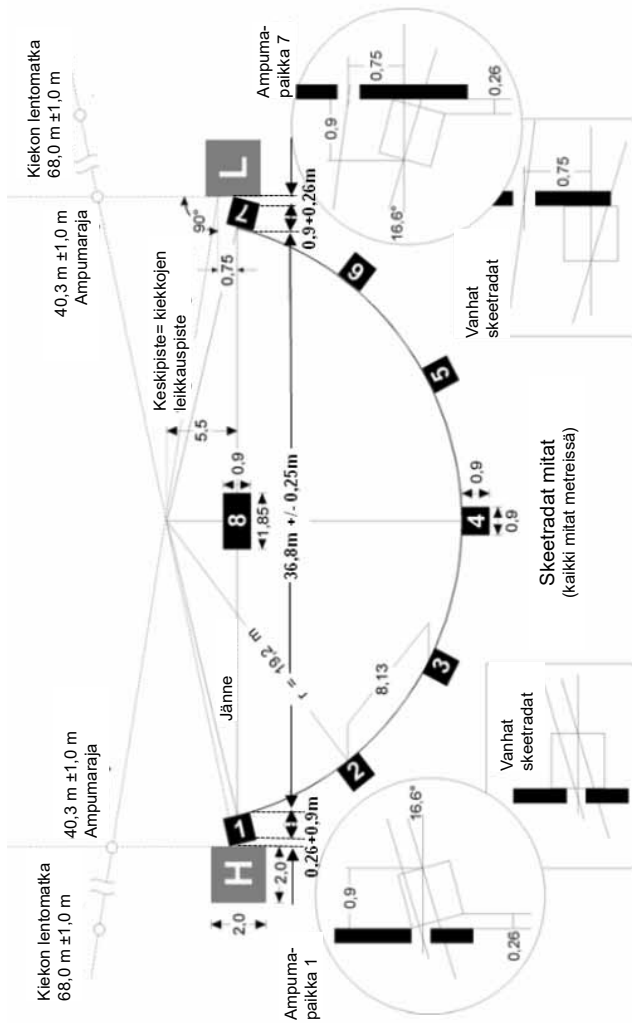 Kiekon lentomatka
68,0 m ±1,0 m
40,3 m ±1,0 m
Ampumaraja
40,3 m ±1,0 m
Ampumaraja
Kiekon lentomatka
68,0 m ±1,0 m
Keskipiste= kiekkojen
leikkauspiste
5,5
90°
0,75
Jänne
H
2,0
2,0
1
0,26+0,9m
8
0,9
1,85
36,8m +/- 0,25m
L
7
0,9+0,26m
r = 19,2 m
8,13
2
3
4
0,9
0,9
5
6
Ampuma-
paikka 1
0,9
16,6°
0,26
Vanhat
skeetradat
Skeetradat mitat
(kaikki mitat metreissä)
Ampuma-
paikka 7
0,75
0,9
16,6°
0,26
Vanhat
skeetradat
0,75